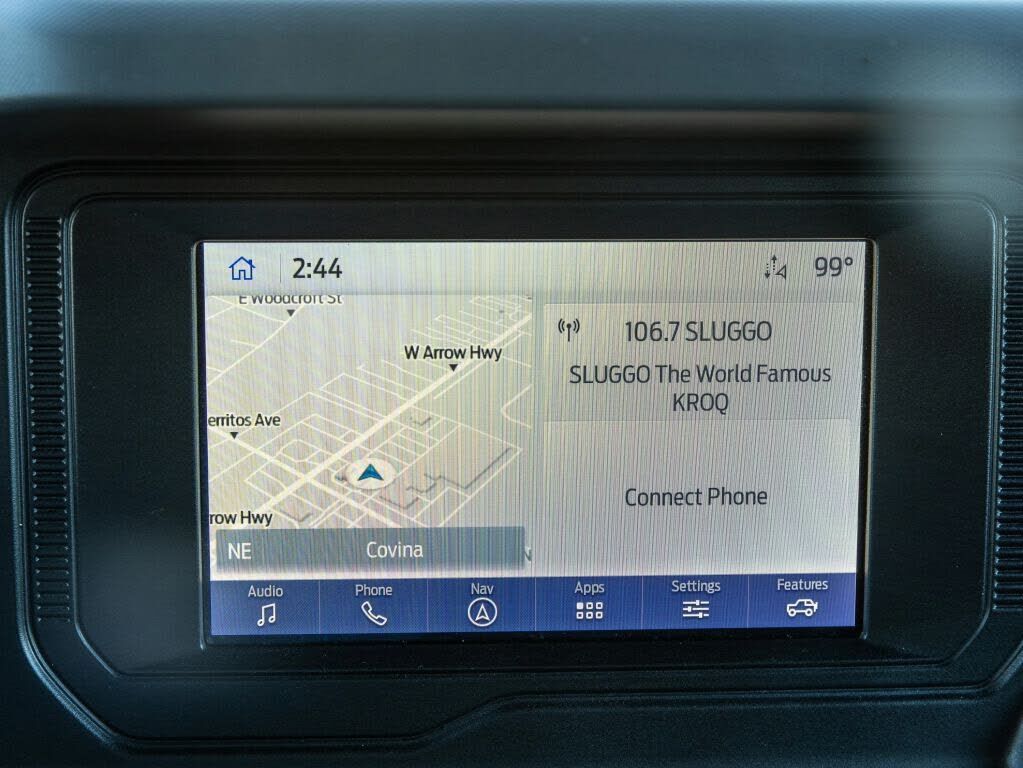 2:44
99°
E Woodcroft St
W Arrow Hwy
erritos Ave
row Hwy
NE Covina
N
106.7 SLUGGO
SLUGGO The World Famous
KROQ
Connect Phone
Audio Phone Nav Apps Settings Features